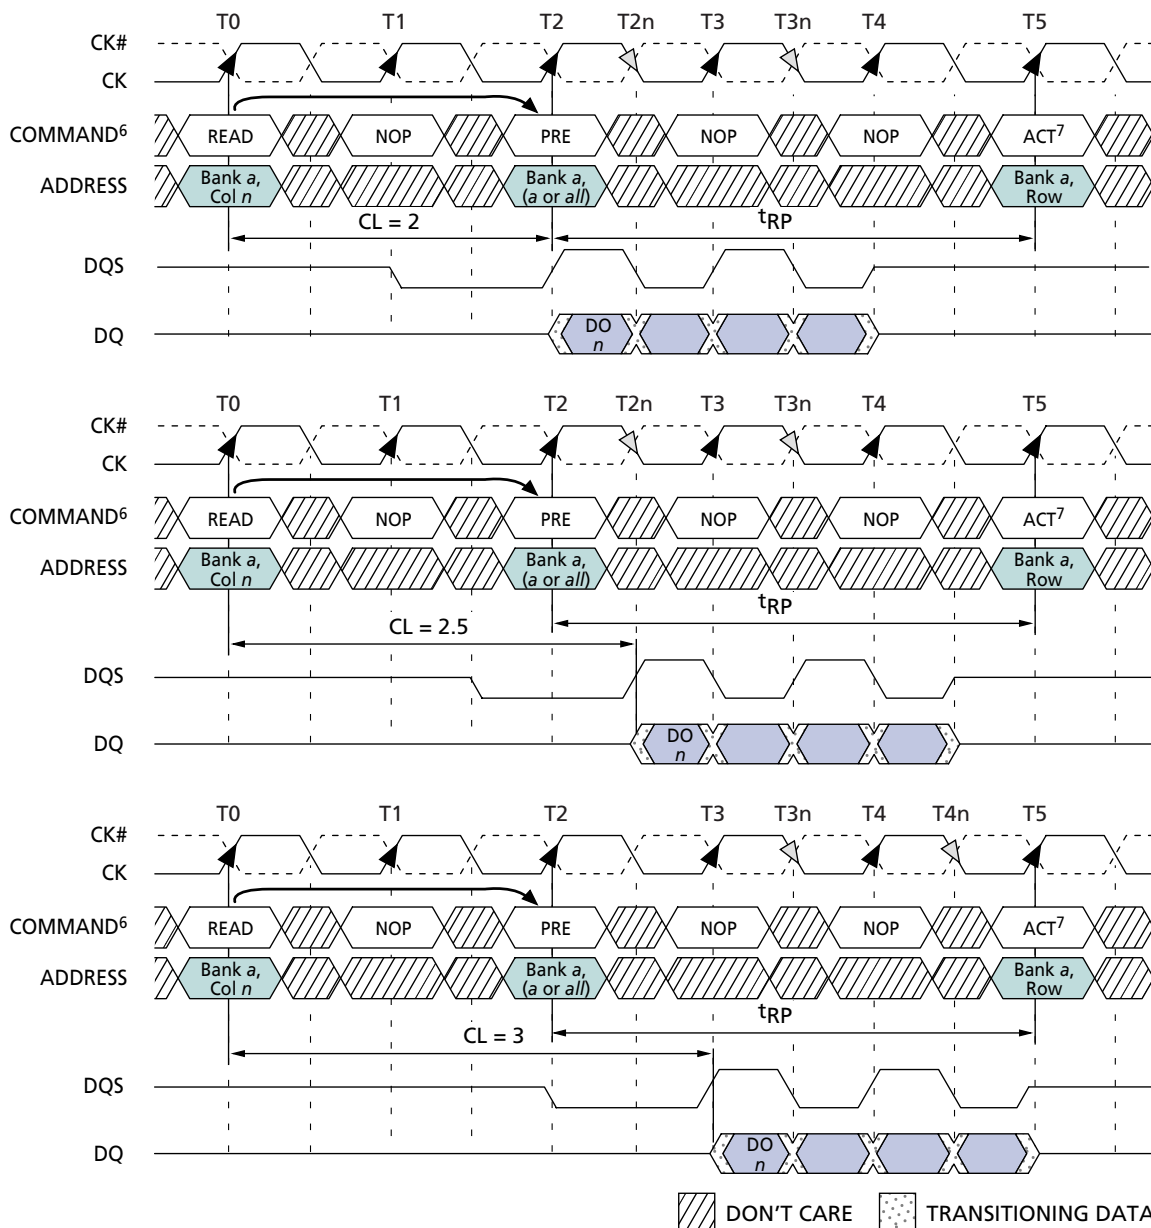 T0 T1 T2 T2n T3 T3n T4 T5
CK#
CK
COMMAND6 READ NOP PRE NOP NOP ACT7
ADDRESS Bank a, Col n Bank a, (a or all) Bank a, Row
CL = 2 tRP
DQS
DQ DO n
T0 T1 T2 T2n T3 T3n T4 T5
CK#
CK
COMMAND6 READ NOP PRE NOP NOP ACT7
ADDRESS Bank a, Col n Bank a, (a or all) Bank a, Row
tRP
CL = 2.5
DQS
DQ DO n
T0 T1 T2 T3 T3n T4 T4n T5
CK#
CK
COMMAND6 READ NOP PRE NOP NOP ACT7
ADDRESS Bank a, Col n Bank a, (a or all) Bank a, Row
tRP
CL = 3
DQS
DQ DO n
DON'T CARE TRANSITIONING DATA